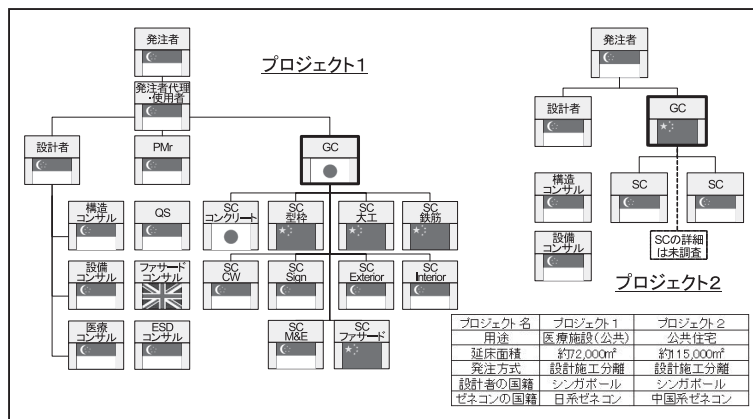 プロジェクト1
発注者
発注者代理
・使用者
設計者
PMr
GC
構造
コンサル
QS
SC
コンクリート
SC
型枠
SC
大工
SC
鉄筋
設備
コンサル
ファサード
コンサル
SC
CW
SC
Sign
SC
Exterior
SC
Interior
医療
コンサル
ESD
コンサル
SC
M&E
SC
ファサード
発注者
設計者
GC
構造
コンサル
SC
SC
設備
コンサル
SCの詳細
は未調査
プロジェクト2
プロジェクト名 プロジェクト1 プロジェクト2
用途 医療施設(公共) 公共住宅
延床面積 約72,000㎡ 約115,000㎡
発注方式 設計施工分離 設計施工分離
設計者の国籍 シンガポール シンガポール
ゼネコンの国籍 日系ゼネコン 中国系ゼネコン